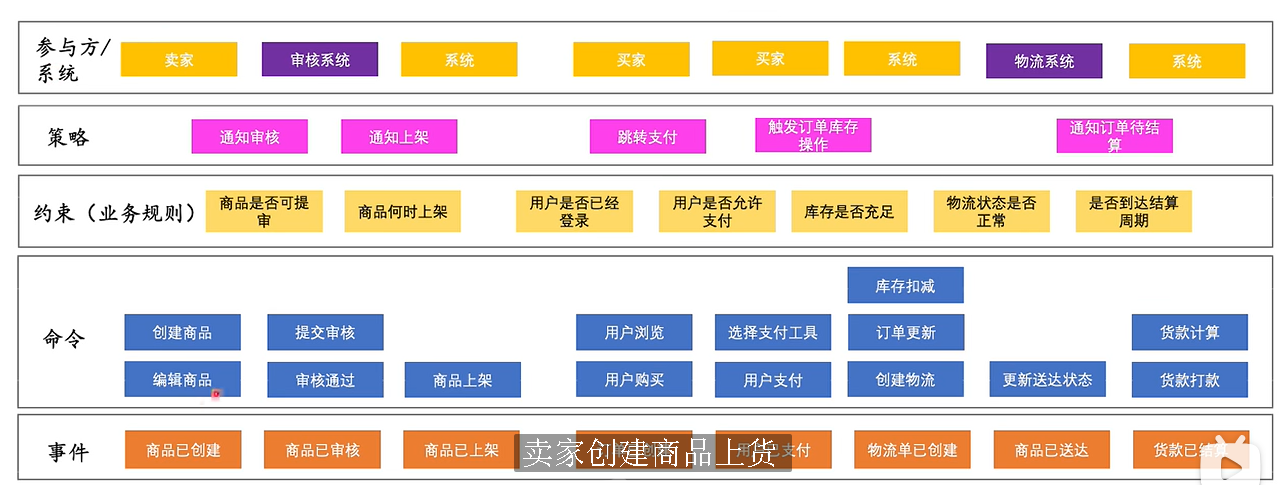 参与方/
系统
卖家
审核系统
系统
买家
买家
系统
物流系统
系统
策略
通知审核
通知上架
跳转支付
触发订单库存
操作
通知订单待结
算
约束（业务规则）
商品是否可提
审
商品何时上架
用户是否已经
登录
用户是否允许
支付
库存是否充足
物流状态是否
正常
是否到达结算
周期
命令
库存扣减
创建商品
提交审核
用户浏览
选择支付工具
订单更新
货款计算
编辑商品
审核通过
商品上架
用户购买
用户支付
创建物流
更新送达状态
货款打款
事件
商品已创建
商品已审核
商品已上架
物流单已创建
商品已送达
货款已结算
卖家创建商品上货